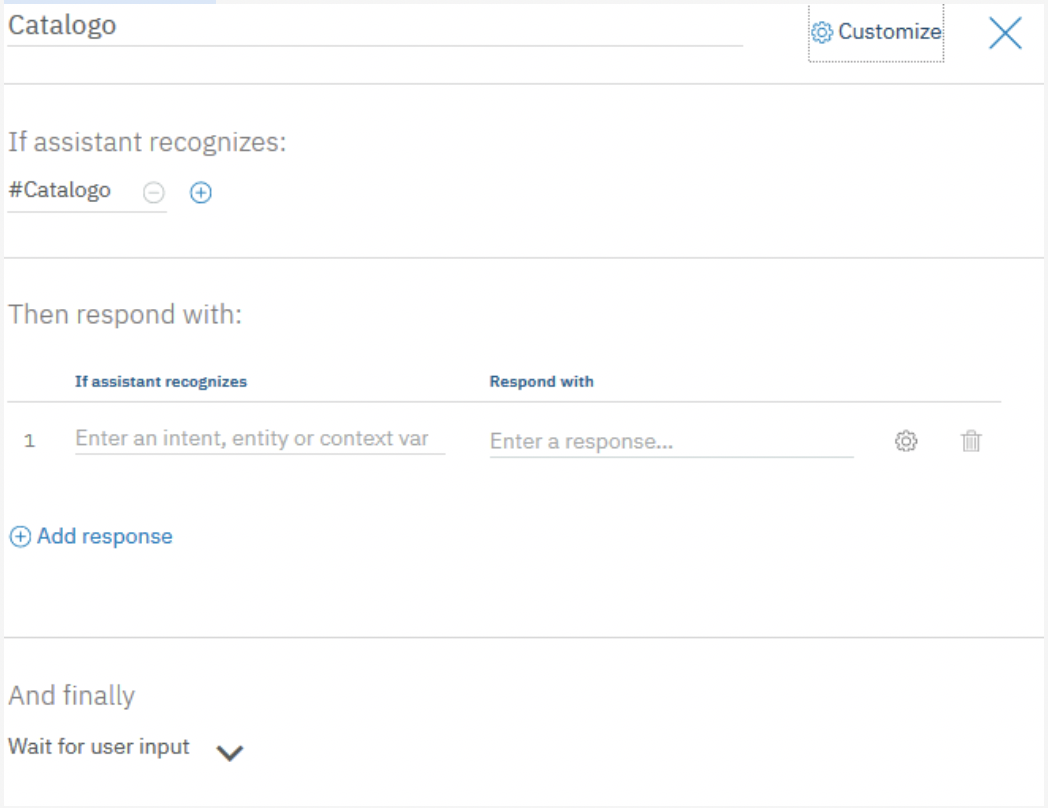 Catalogo
Customize
If assistant recognizes:
#Catalogo
Then respond with:
If assistant recognizes Respond with
1 Enter an intent, entity or context var Enter a response...
Add response
And finally
Wait for user input